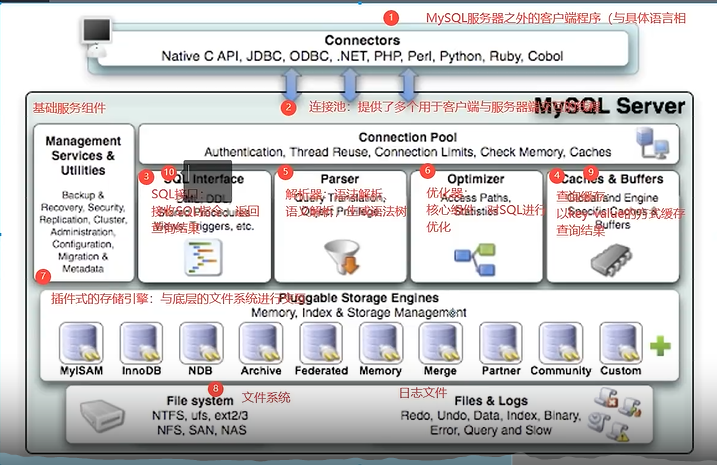 1 MySQL服务器之外的客户端程序（与具体语言相
Connectors
Native C API, JDBC, ODBC, .NET, PHP, Perl, Python, Ruby, Cobol
基础服务组件
2 连接池：提供了多个用于客户端与服务器端
MySQL Server
Management
Services &
Utilities
Backup &
Recovery, Security,
Replication, Cluster,
Administration,
Configuration,
Migration &
Metadata
Connection Pool
Authentication, Thread Reuse, Connection Limits, Check Memory, Caches
3 10
SQL Interface
DML, DDL,
Stored Procedures
Views, Triggers, etc.
SQL接口：
接收SQL指令，返回
查询结果
5
Parser
Query Translation,
Object Privilege
解析器：语法解析、
语义解析，生成语法树
6
Optimizer
Access Paths,
Statistics
优化器：
核心组件，对SQL进行
优化
4 9
Caches & Buffers
Global and Engine
Specific Caches &
Buffers
查询缓存：
以key-value的方式缓存
查询结果
7
插件式的存储引擎：与底层的文件系统进行
Pluggable Storage Engines
Memory, Index & Storage Management
MyISAM InnoDB NDB Archive Federated Memory Merge Partner Community Custom
8
File system
文件系统
NTFS, ufs, ext2/3
NFS, SAN, NAS
日志文件
Files & Logs
Redo, Undo, Data, Index, Binary,
Error, Query and Slow